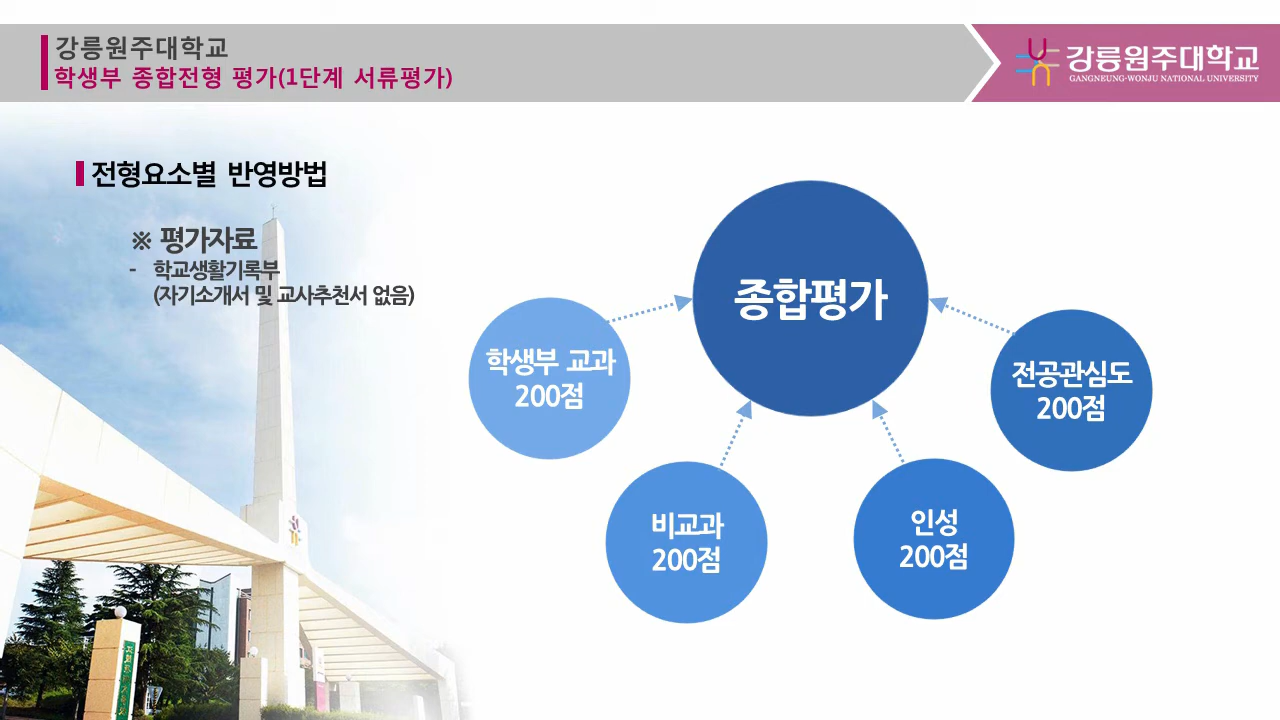 강릉원주대학교
학생부 종합전형 평가(1단계 서류평가)
강릉원주대학교
GANGNEUNG-WONJU NATIONAL UNIVERSITY
전형요소별 반영방법
※ 평가자료
- 학교생활기록부
(자기소개서 및 교사추천서 없음)
종합평가
학생부 교과
200점
비교과
200점
인성
200점
전공관심도
200점